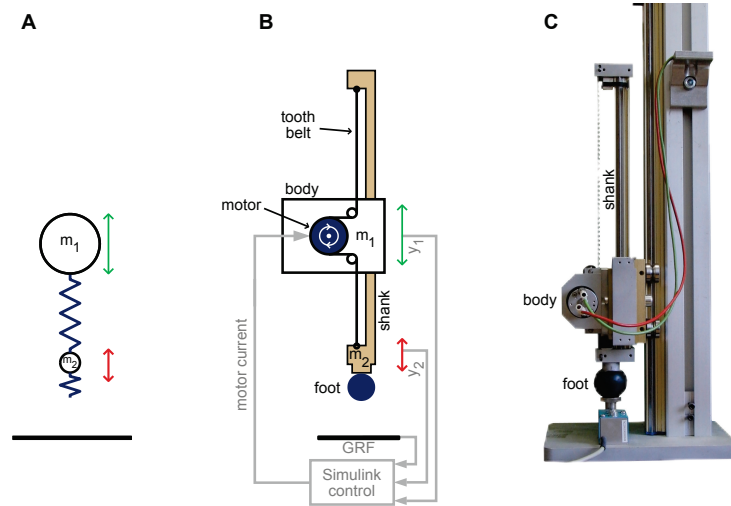 A
m1
m2
B
tooth
belt
body
motor
m1
y1
shank
m2
y2
foot
motor current
GRF
Simulink
control
C
shank
body
foot